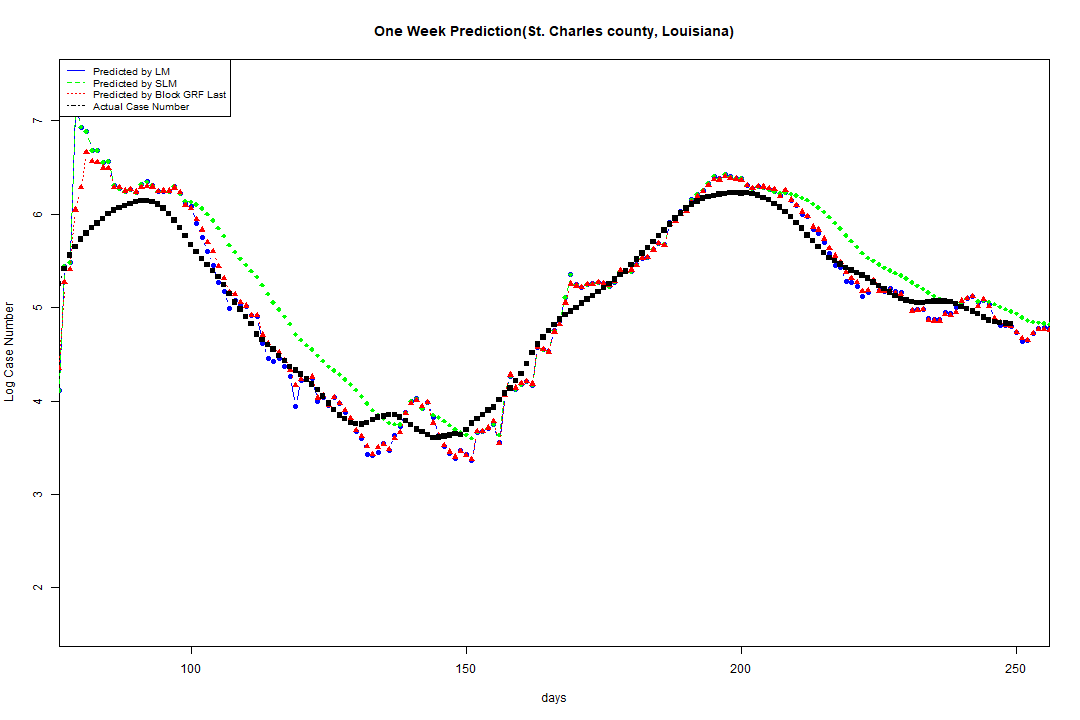 One Week Prediction(St. Charles county, Louisiana)
Predicted by LM
Predicted by SLM
Predicted by Block GRF Last
Actual Case Number
7
6
5
4
3
2
Log Case Number
100 150 200 250
days